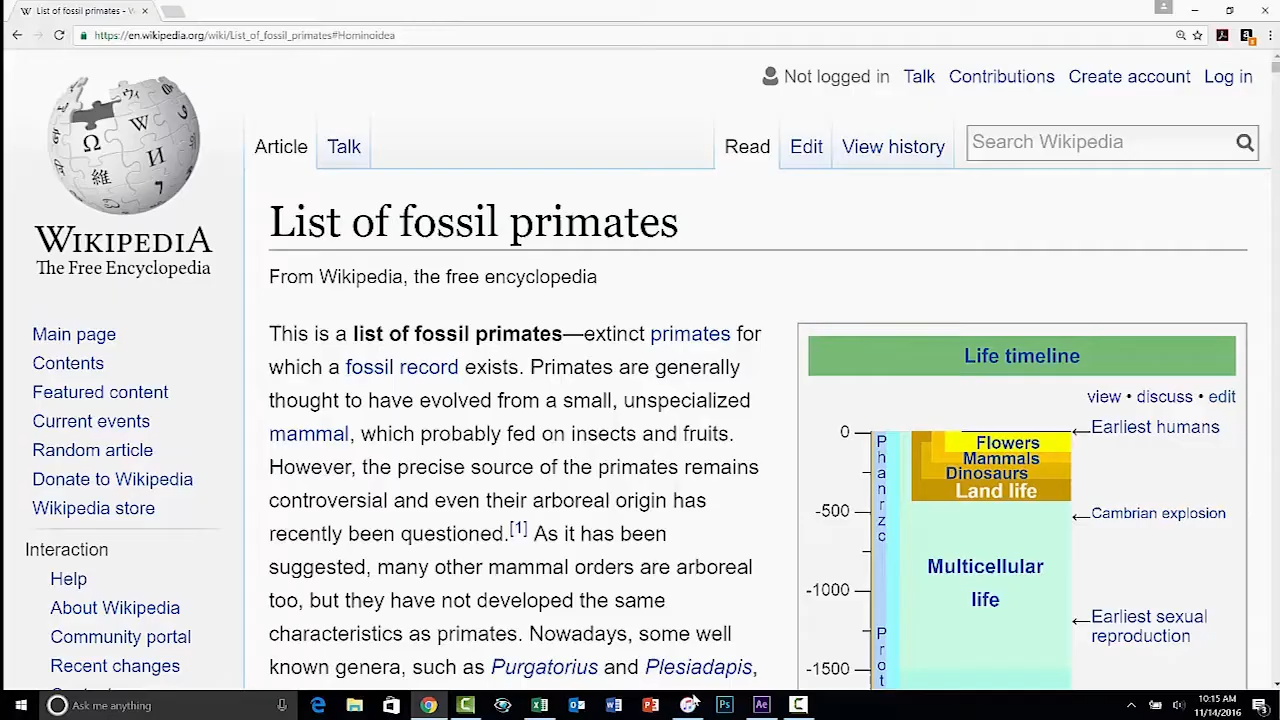 List of fossil primates - W
https://en.wikipedia.org/wiki/List_of_fossil_primates#Hominoidea
Not logged in Talk Contributions Create account Log in
Article Talk Read Edit View history Search Wikipedia
Ω W И 維 ウィ 7
WIKIPEDIA
The Free Encyclopedia
Main page
Contents
Featured content
Current events
Random article
Donate to Wikipedia
Wikipedia store
Interaction
Help
About Wikipedia
Community portal
Recent changes
List of fossil primates
From Wikipedia, the free encyclopedia
This is a list of fossil primates—extinct primates for
which a fossil record exists. Primates are generally
thought to have evolved from a small, unspecialized
mammal, which probably fed on insects and fruits.
However, the precise source of the primates remains
controversial and even their arboreal origin has
recently been questioned.[1] As it has been
suggested, many other mammal orders are arboreal
too, but they have not developed the same
characteristics as primates. Nowadays, some well
known genera, such as Purgatorius and Plesiadapis,
Life timeline
view • discuss • edit
0
-500
-1000
-1500
P
h
a
n
r
z
c
P
r
o
t
Flowers
Mammals
Dinosaurs
Land life
Multicellular
life
Earliest humans
Cambrian explosion
Earliest sexual
reproduction
Ask me anything
10:15 AM
11/14/2016